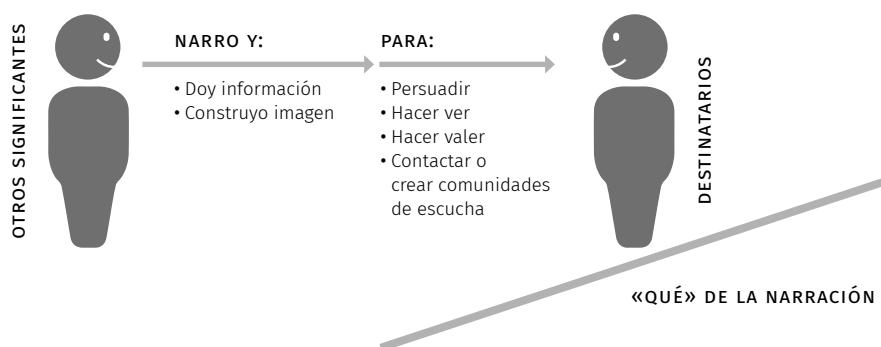 OTROS SIGNIFICANTES
NARRO Y:
• Doy información
• Construyo imagen
PARA:
• Persuadir
• Hacer ver
• Hacer valer
• Contactar o
crear comunidades
de escucha
DESTINATARIOS
«QUÉ» DE LA NARRACIÓN